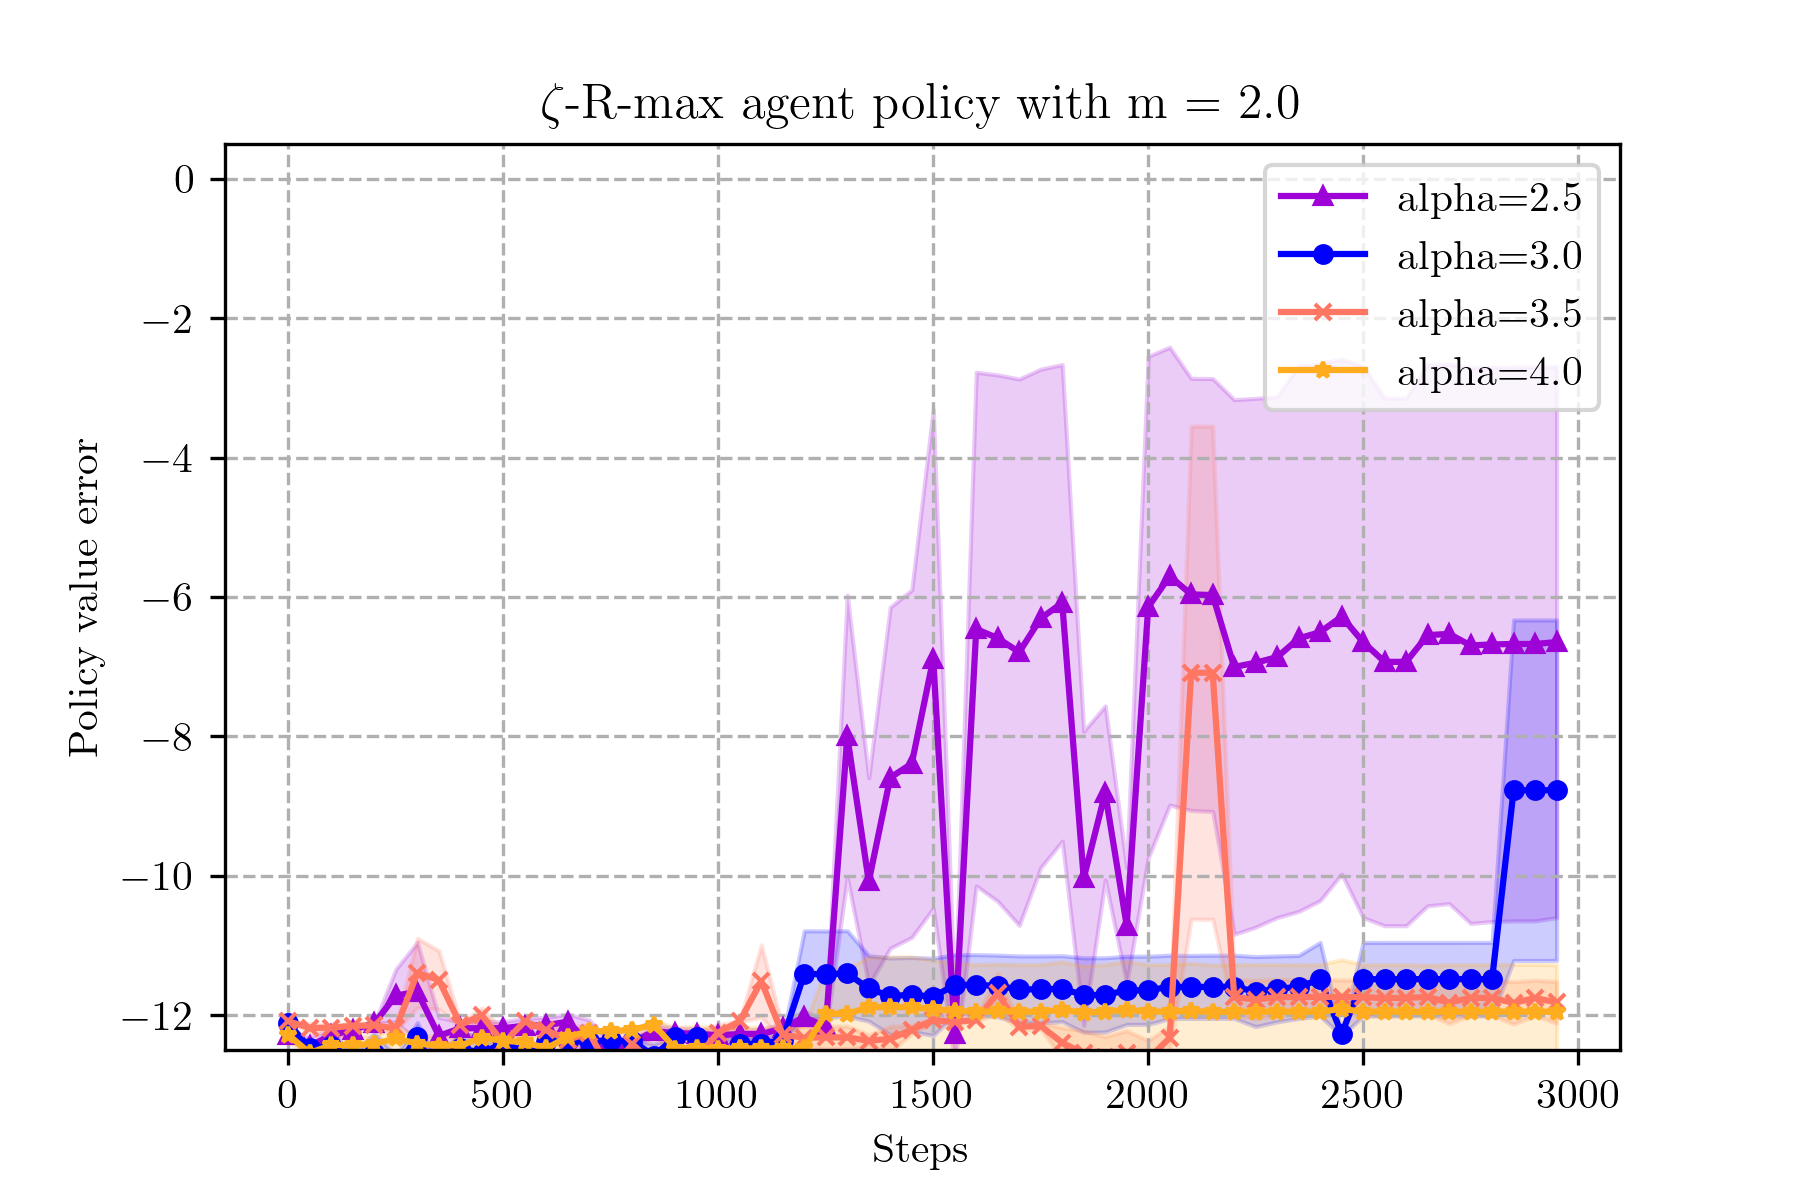 ζ-R-max agent policy with m = 2.0
alpha=2.5
alpha=3.0
alpha=3.5
alpha=4.0
Policy value error
0
−2
−4
−6
−8
−10
−12
0 500 1000 1500 2000 2500 3000
Steps